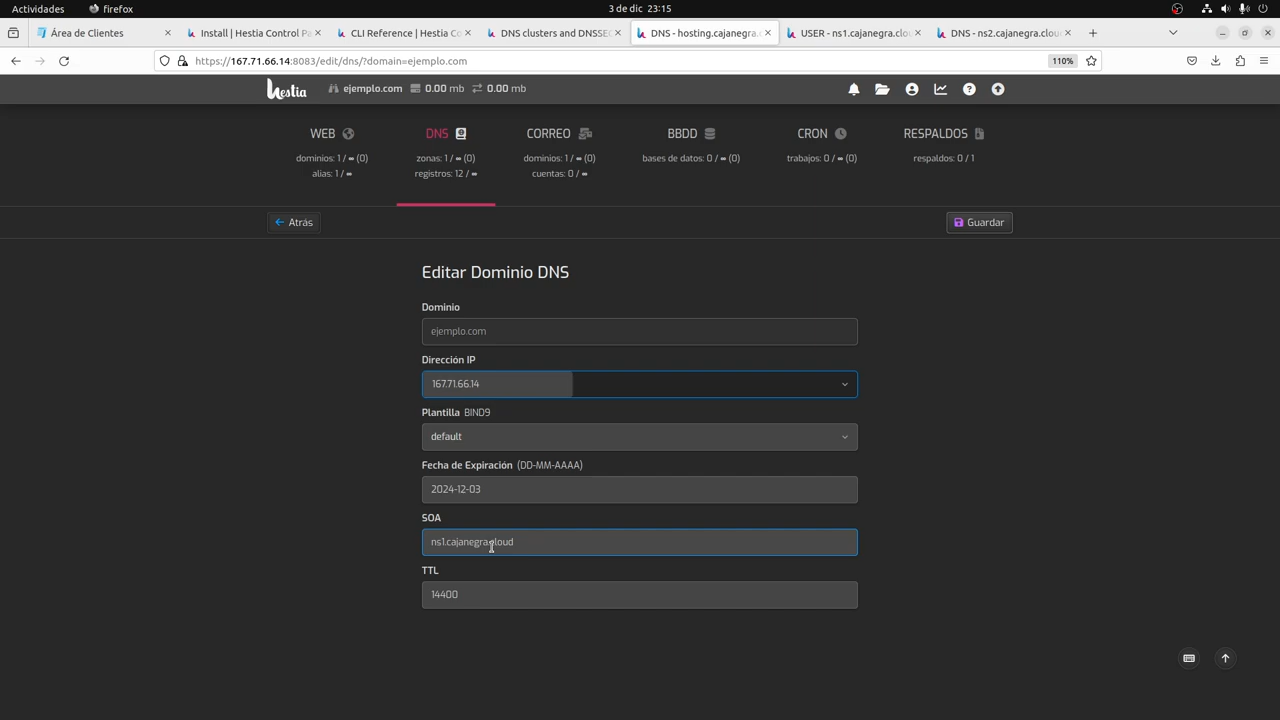 Actividades
firefox
3 de dic 23:15
Área de Clientes
Install | Hestia Control Pa
CLI Reference | Hestia Co
DNS clusters and DNSSEC
DNS - hosting.cajanegra.c
USER - ns1.cajanegra.clou
DNS - ns2.cajanegra.clou
https://167.71.66.14:8083/edit/dns/?domain=ejemplo.com
110%
hestia
ejemplo.com
0.00 mb
0.00 mb
WEB
dominios: 1 / ∞ (0)
alias: 1 / ∞
DNS
zonas: 1 / ∞ (0)
registros: 12 / ∞
CORREO
dominios: 1 / ∞ (0)
cuentas: 0 / ∞
BBDD
bases de datos: 0 / ∞ (0)
CRON
trabajos: 0 / ∞ (0)
RESPALDOS
respaldos: 0 / 1
Atrás
Guardar
Editar Dominio DNS
Dominio
ejemplo.com
Dirección IP
167.71.66.14
Plantilla BIND9
default
Fecha de Expiración (DD-MM-AAAA)
2024-12-03
SOA
ns1.cajanegra.cloud
TTL
14400